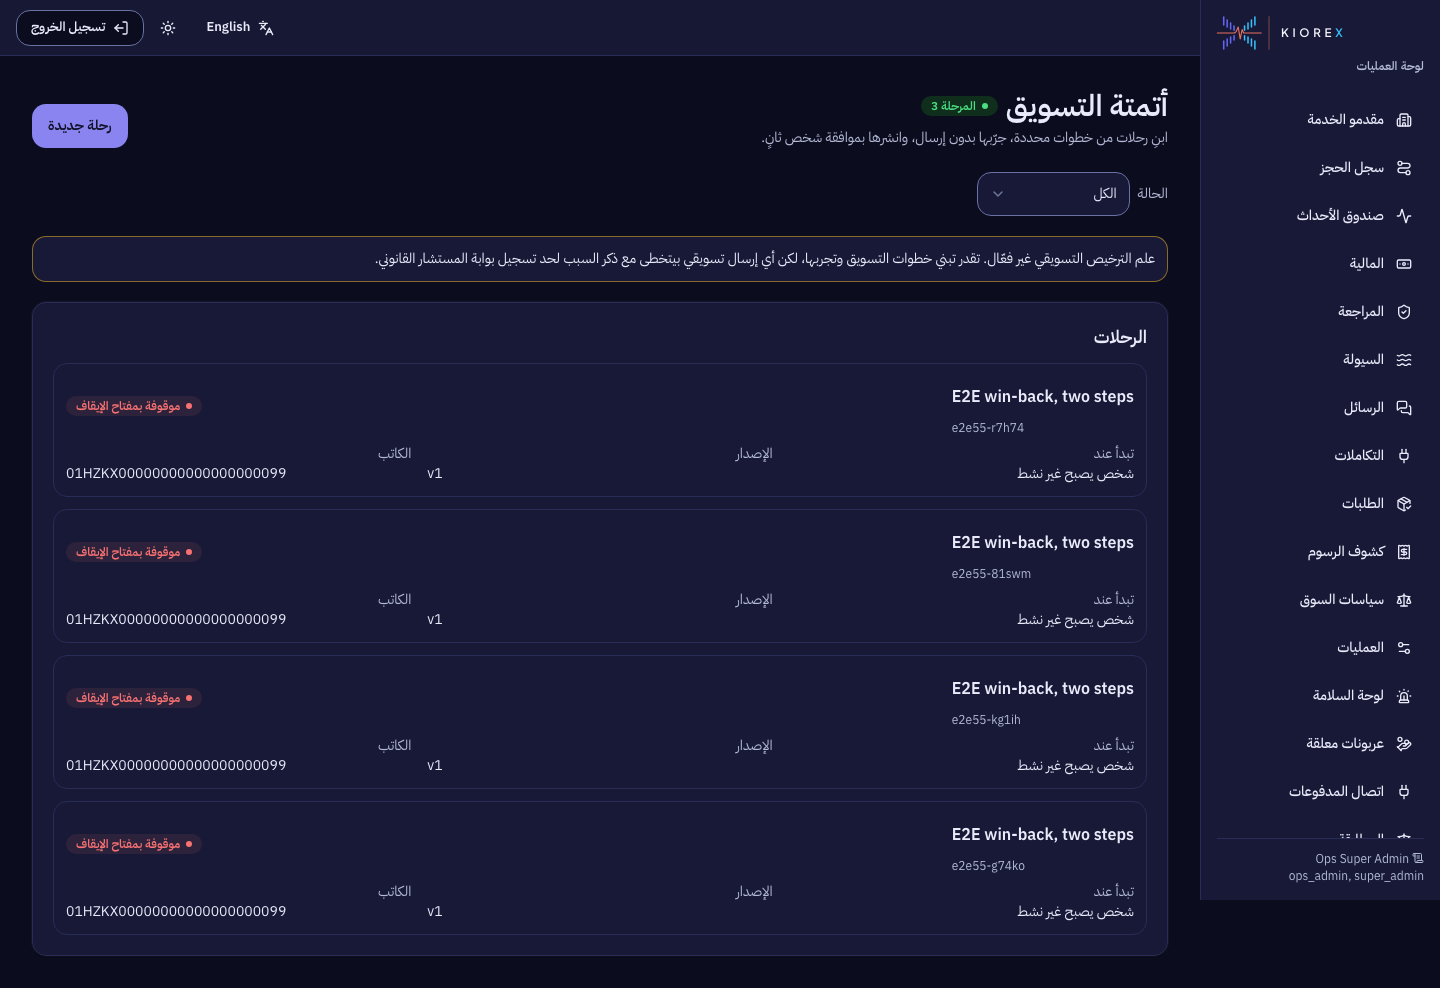 KIOREX
لوحة العمليات
مقدمو الخدمة
سجل الحجز
صندوق الأحداث
المالية
المراجعة
السيولة
الرسائل
التكاملات
الطلبات
كشوف الرسوم
سياسات السوق
العمليات
لوحة السلامة
عربونات معلقة
اتصال المدفوعات
Ops Super Admin
ops_admin, super_admin
English
تسجيل الخروج
أتمتة التسويق
المرحلة 3
ابنِ رحلات من خطوات محددة، جرّبها بدون إرسال، وانشرها بموافقة شخص ثانٍ.
رحلة جديدة
الحالة
الكل
علم الترخيص التسويقي غير فعّال. تقدر تبني خطوات التسويق وتجربها، لكن أي إرسال تسويقي بيتخطى مع ذكر السبب لحد تسجيل بوابة المستشار القانوني.
الرحلات
E2E win-back, two steps
موقوفة بمفتاح الإيقاف
e2e55-r7h74
تبدأ عند
الإصدار
الكاتب
شخص يصبح غير نشط
v1
01HZKX00000000000000000099
E2E win-back, two steps
موقوفة بمفتاح الإيقاف
e2e55-81swm
تبدأ عند
الإصدار
الكاتب
شخص يصبح غير نشط
v1
01HZKX00000000000000000099
E2E win-back, two steps
موقوفة بمفتاح الإيقاف
e2e55-kg1ih
تبدأ عند
الإصدار
الكاتب
شخص يصبح غير نشط
v1
01HZKX00000000000000000099
E2E win-back, two steps
موقوفة بمفتاح الإيقاف
e2e55-g74ko
تبدأ عند
الإصدار
الكاتب
شخص يصبح غير نشط
v1
01HZKX00000000000000000099